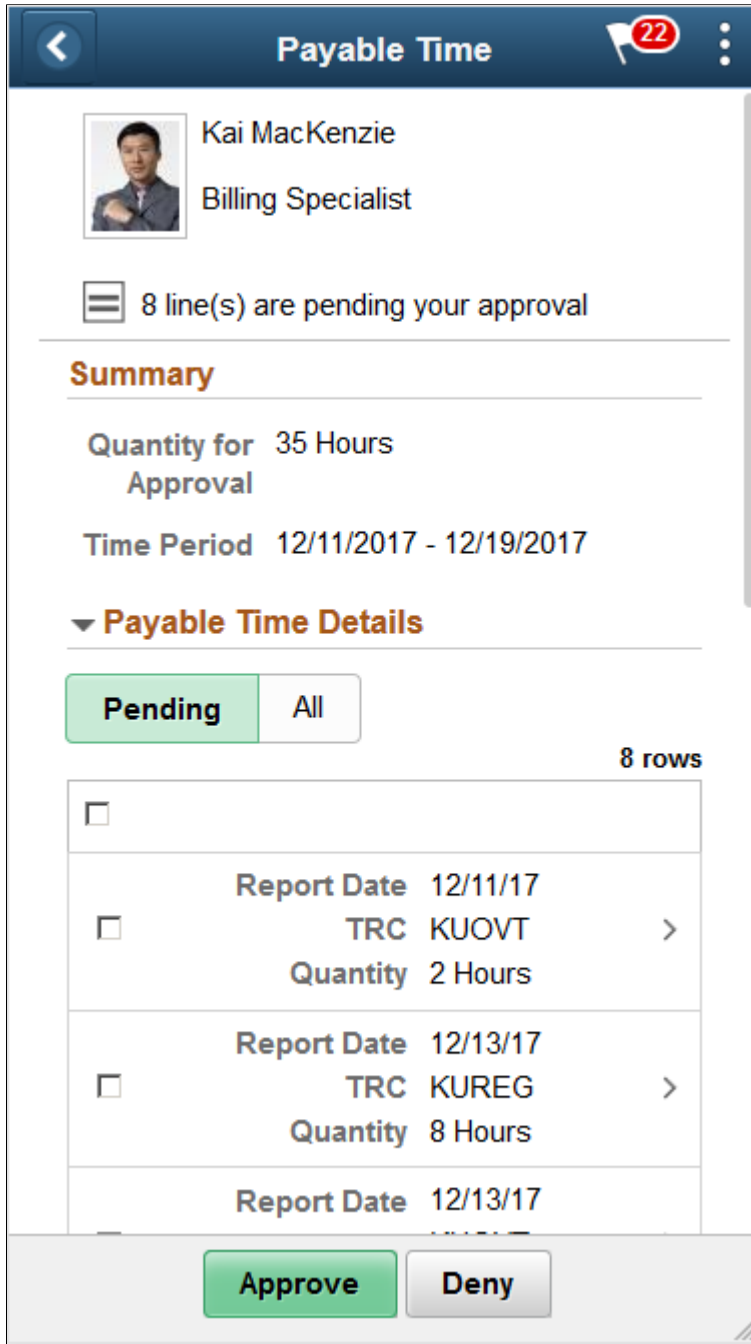 Payable Time
22
Kai MacKenzie
Billing Specialist
8 line(s) are pending your approval
Summary
Quantity for Approval 35 Hours
Time Period 12/11/2017 - 12/19/2017
Payable Time Details
Pending All
8 rows
Report Date 12/11/17
TRC KUOVT
Quantity 2 Hours
Report Date 12/13/17
TRC KUREG
Quantity 8 Hours
Report Date 12/13/17
Approve Deny